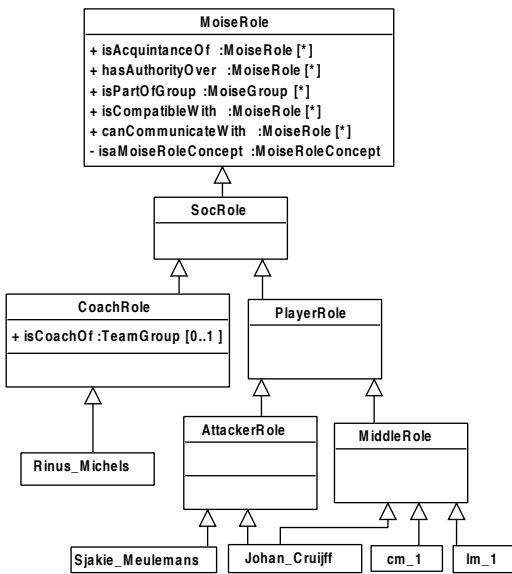 MoiseRole
+ isAcquintanceOf :MoiseRole [*]
+ hasAuthorityOver :MoiseRole [*]
+ isPartOfGroup :MoiseGroup [*]
+ isCompatibleWith :MoiseRole [*]
+ canCommunicateWith :MoiseRole [*]
- isaMoiseRoleConcept :MoiseRoleConcept
SocRole
CoachRole
+ isCoachOf :TeamGroup [0..1 ]
PlayerRole
AttackerRole
MiddleRole
Rinus_Michels
Sjakie_Meulemans
Johan_Cruijff
cm_1
lm_1